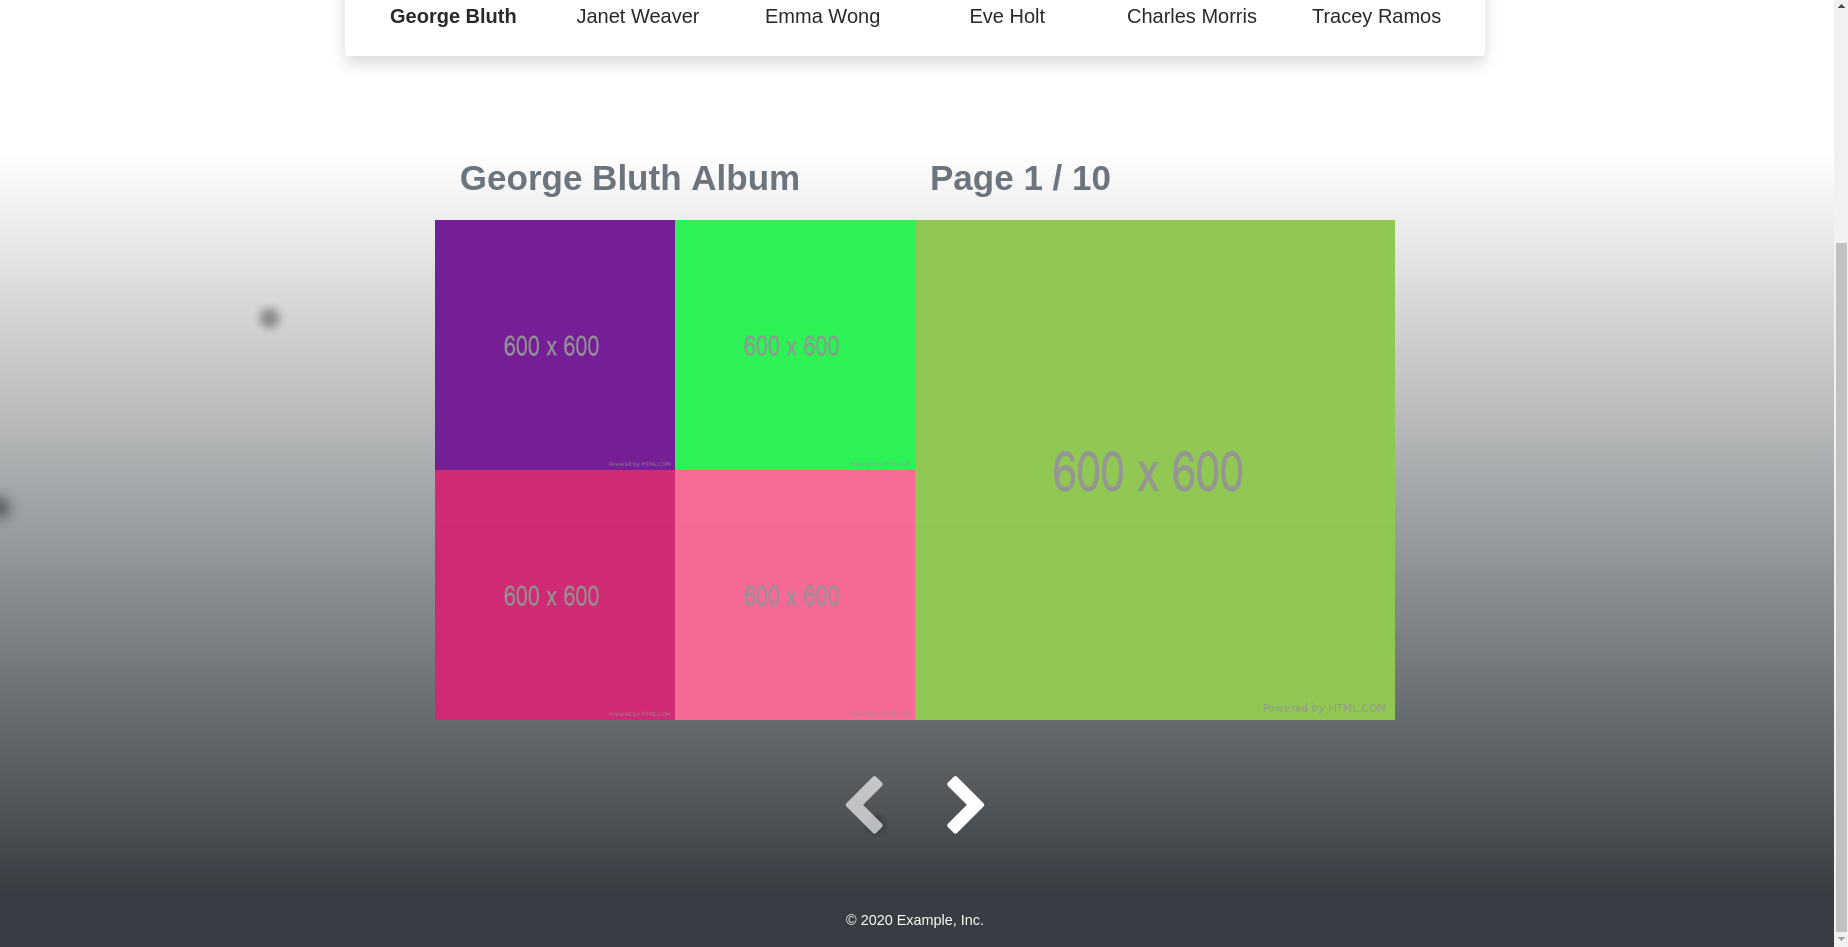 George Bluth Janet Weaver Emma Wong Eve Holt Charles Morris Tracey Ramos
George Bluth Album Page 1 / 10
600 x 600 600 x 600
Powered by HTML.COM
600 x 600
600 x 600 600 x 600
Powered by HTML.COM
Powered by HTML.COM
© 2020 Example, Inc.